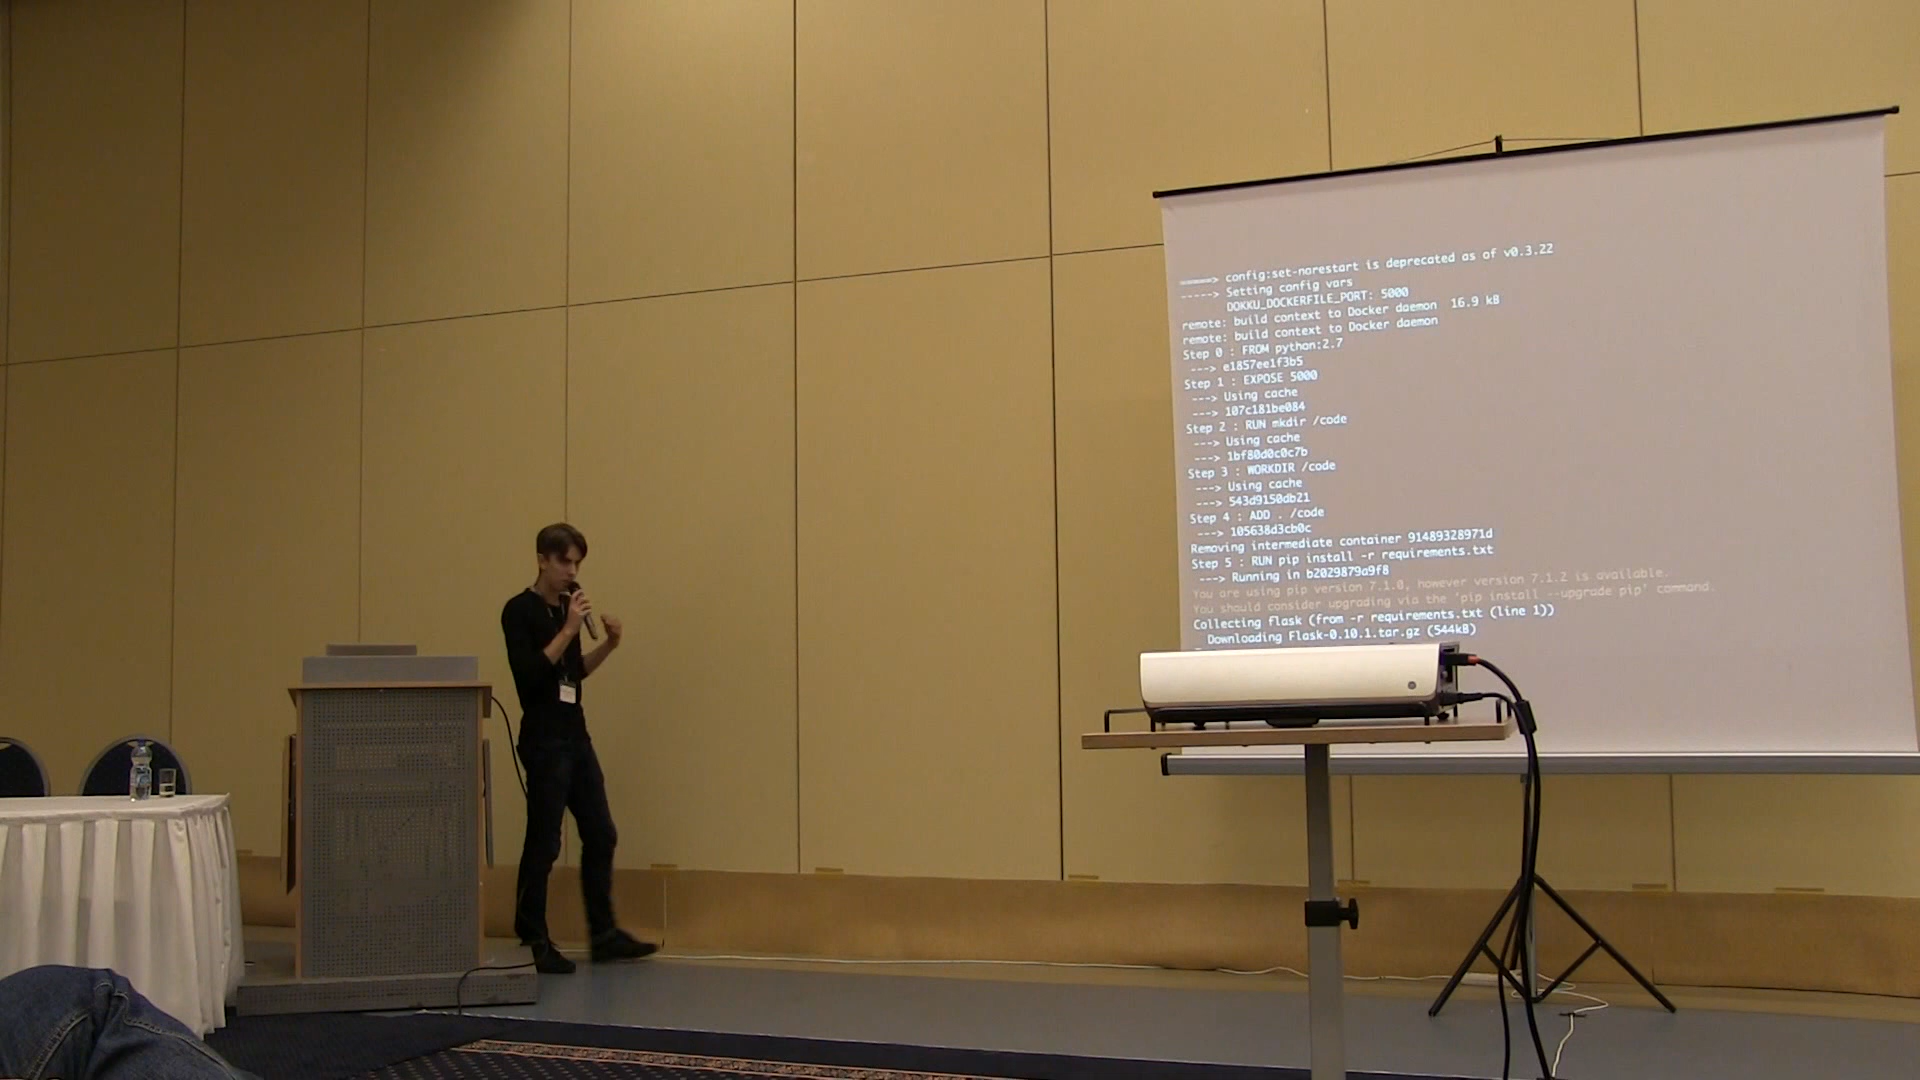 =====> config:set-norestart is deprecated as of v0.3.22
-----> Setting config vars
DOKKU_DOCKERFILE_PORT: 5000
remote: build context to Docker daemon 16.9 kB
remote: build context to Docker daemon
Step 0 : FROM python:2.7
---> e1857ee1f3b5
Step 1 : EXPOSE 5000
---> Using cache
---> 107c181be084
Step 2 : RUN mkdir /code
---> Using cache
---> 1bf80d0c0c7b
Step 3 : WORKDIR /code
---> Using cache
---> 543d9150db21
Step 4 : ADD . /code
---> 105638d3cb0c
Removing intermediate container 91489328971d
Step 5 : RUN pip install -r requirements.txt
---> Running in b2029879a9f8
You are using pip version 7.1.0, however version 7.1.2 is available.
You should consider upgrading via the 'pip install --upgrade pip' command.
Collecting flask (from -r requirements.txt (line 1))
Downloading Flask-0.10.1.tar.gz (544kB)